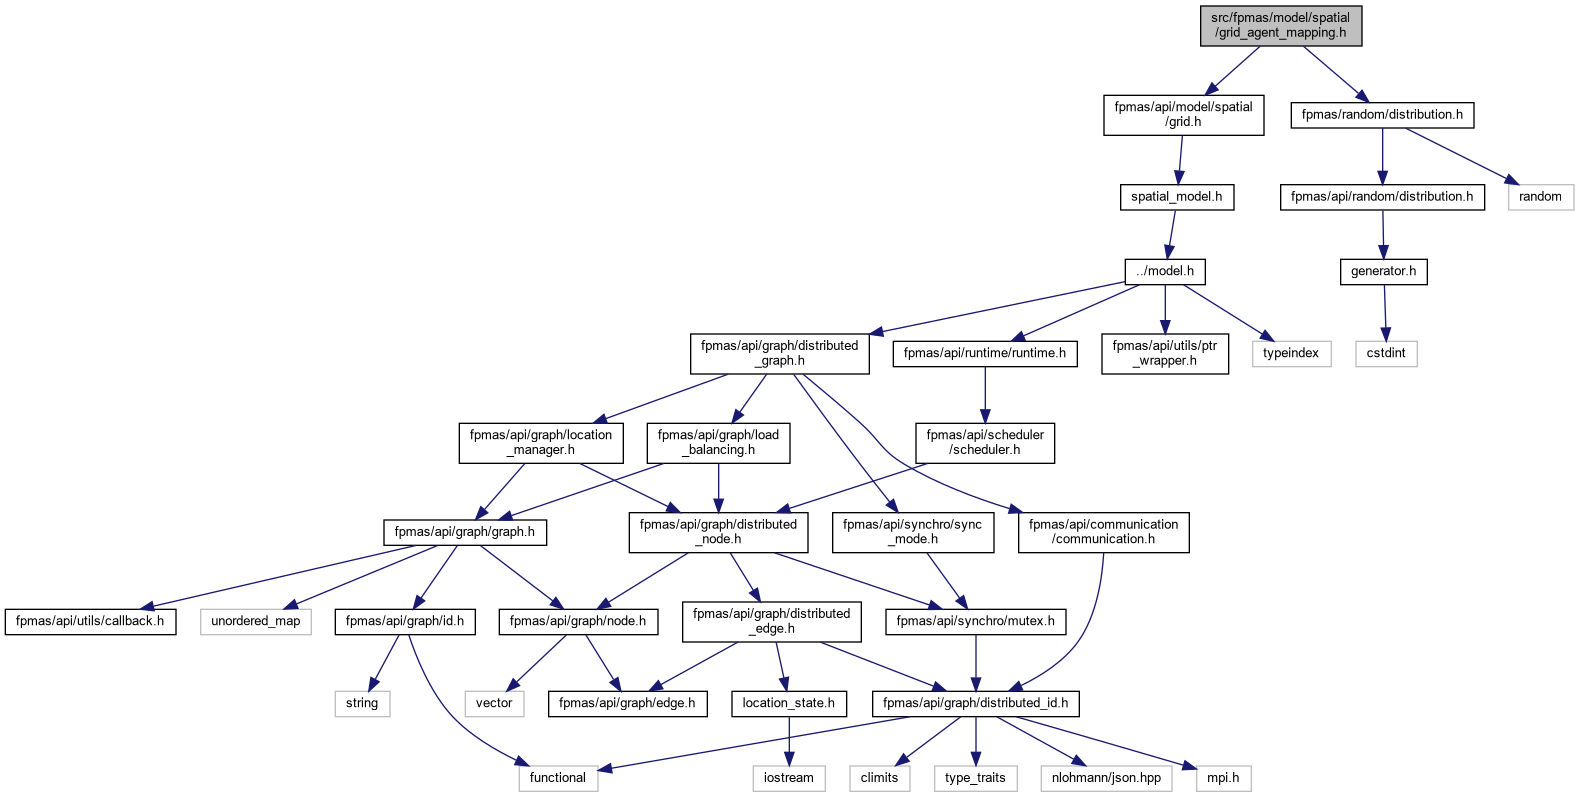 src/fpmas/model/spatial
/grid_agent_mapping.h
fpmas/api/model/spatial
/grid.h
fpmas/random/distribution.h
spatial_model.h
fpmas/api/random/distribution.h
random
../model.h
generator.h
fpmas/api/graph/distributed
_graph.h
fpmas/api/runtime/runtime.h
fpmas/api/utils/ptr
_wrapper.h
typeindex
cstdint
fpmas/api/graph/location
_manager.h
fpmas/api/graph/load
_balancing.h
fpmas/api/scheduler
/scheduler.h
fpmas/api/graph/graph.h
fpmas/api/graph/distributed
_node.h
fpmas/api/synchro/sync
_mode.h
fpmas/api/communication
/communication.h
fpmas/api/utils/callback.h
unordered_map
fpmas/api/graph/id.h
fpmas/api/graph/node.h
fpmas/api/graph/distributed
_edge.h
fpmas/api/synchro/mutex.h
string
vector
fpmas/api/graph/edge.h
location_state.h
fpmas/api/graph/distributed_id.h
functional
iostream
climits
type_traits
nlohmann/json.hpp
mpi.h